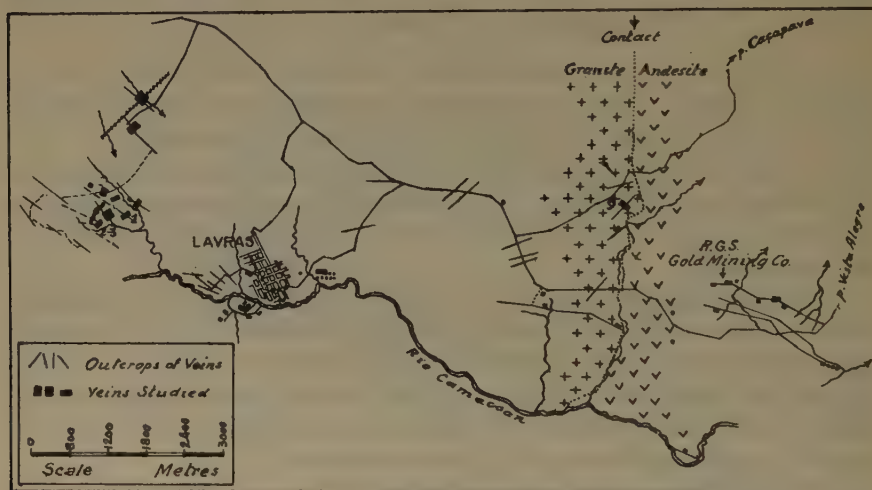 Contact
Granite Andesite
p. Caçapava
LAVRAS
R.G.S.
Gold Mining Co.
p. Vista Alegre
Rio Camacuan
Outcrops of Veins
Veins Studied
0 1200 1800 2400 3000
Scale Metres